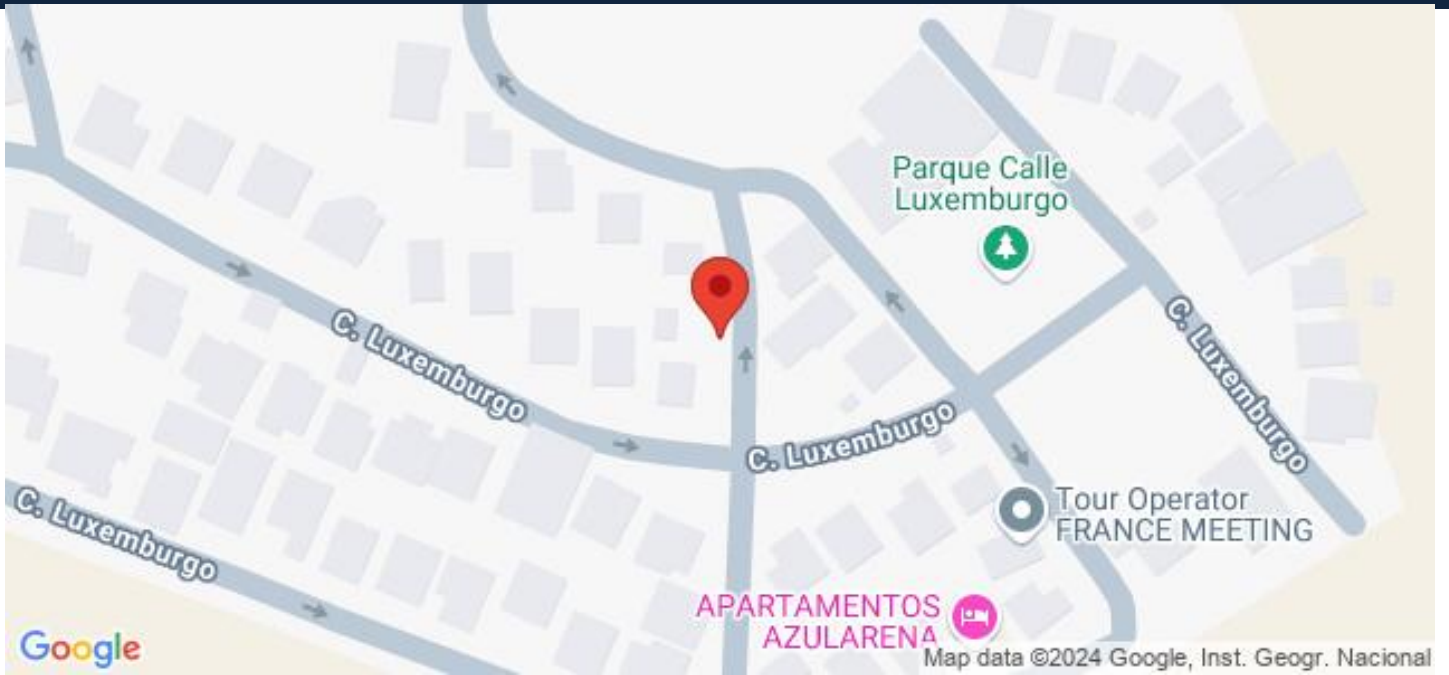 Parque Calle
Luxemburgo
C. Luxemburgo
C. Luxemburgo
C. Luxemburgo
C. Luxemburgo
Tour Operator
FRANCE MEETING
APARTAMENTOS
AZULARENA
Google
Map data ©2024 Google, Inst. Geogr. Nacional